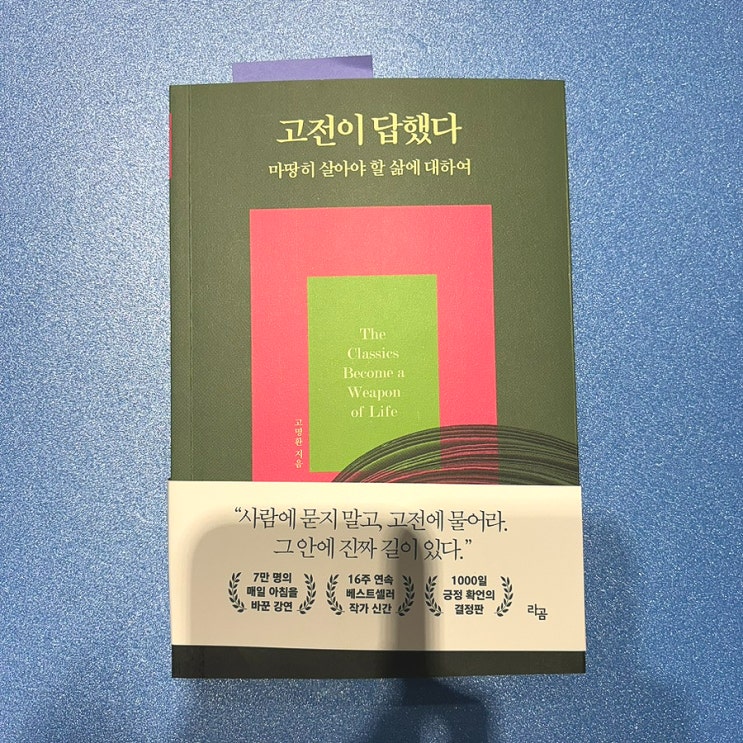 고전이 답했다
마땅히 살아야 할 삶에 대하여
The
Classics
Become a
Weapon
of Life
고명환 지음
“사람에 묻지 말고, 고전에 물어라.
그 안에 진짜 길이 있다.”
7만 명의
매일 아침을
바꾼 강연
16주 연속
베스트셀러
작가 신간
1000일
긍정 확언의
결정판
라곰